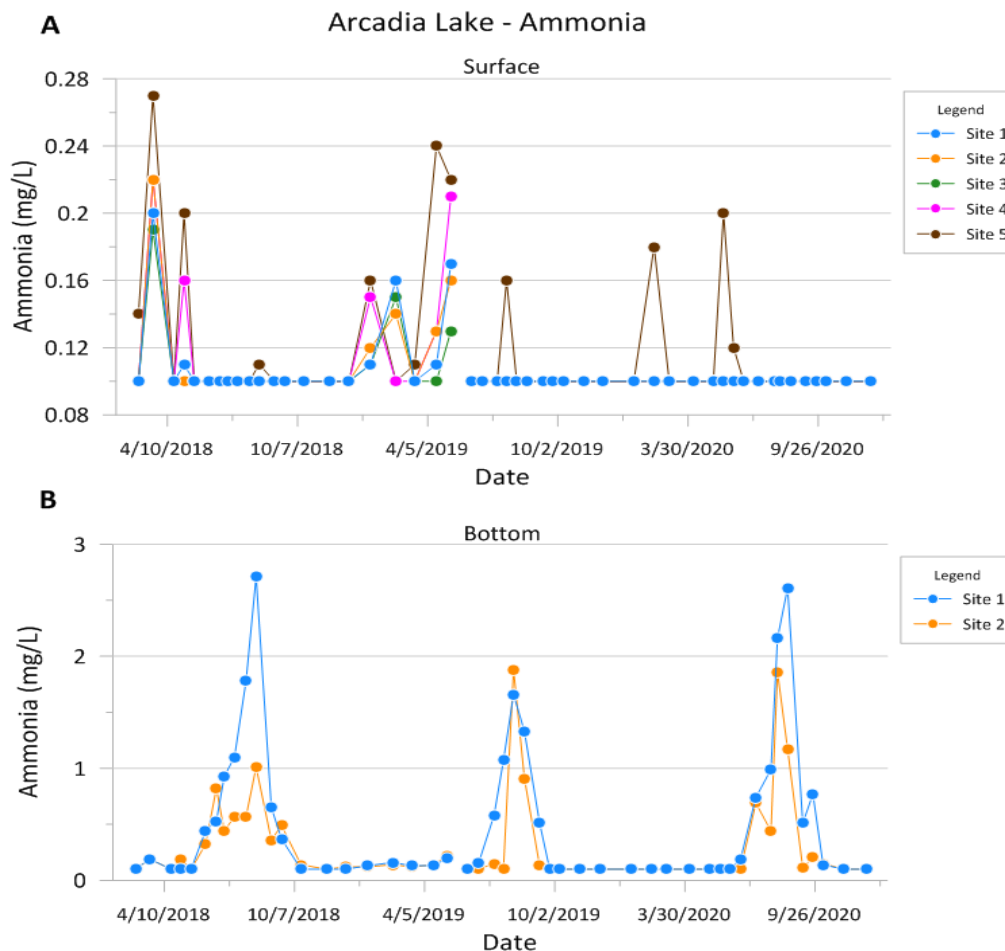 A
Arcadia Lake - Ammonia
Surface
Ammonia (mg/L)
0.28
0.24
0.2
0.16
0.12
0.08
4/10/2018 10/7/2018 4/5/2019 10/2/2019 3/30/2020 9/26/2020
Date
Legend
Site 1
Site 2
Site 3
Site 4
Site 5
B
Bottom
Ammonia (mg/L)
3
2
1
0
4/10/2018 10/7/2018 4/5/2019 10/2/2019 3/30/2020 9/26/2020
Date
Legend
Site 1
Site 2